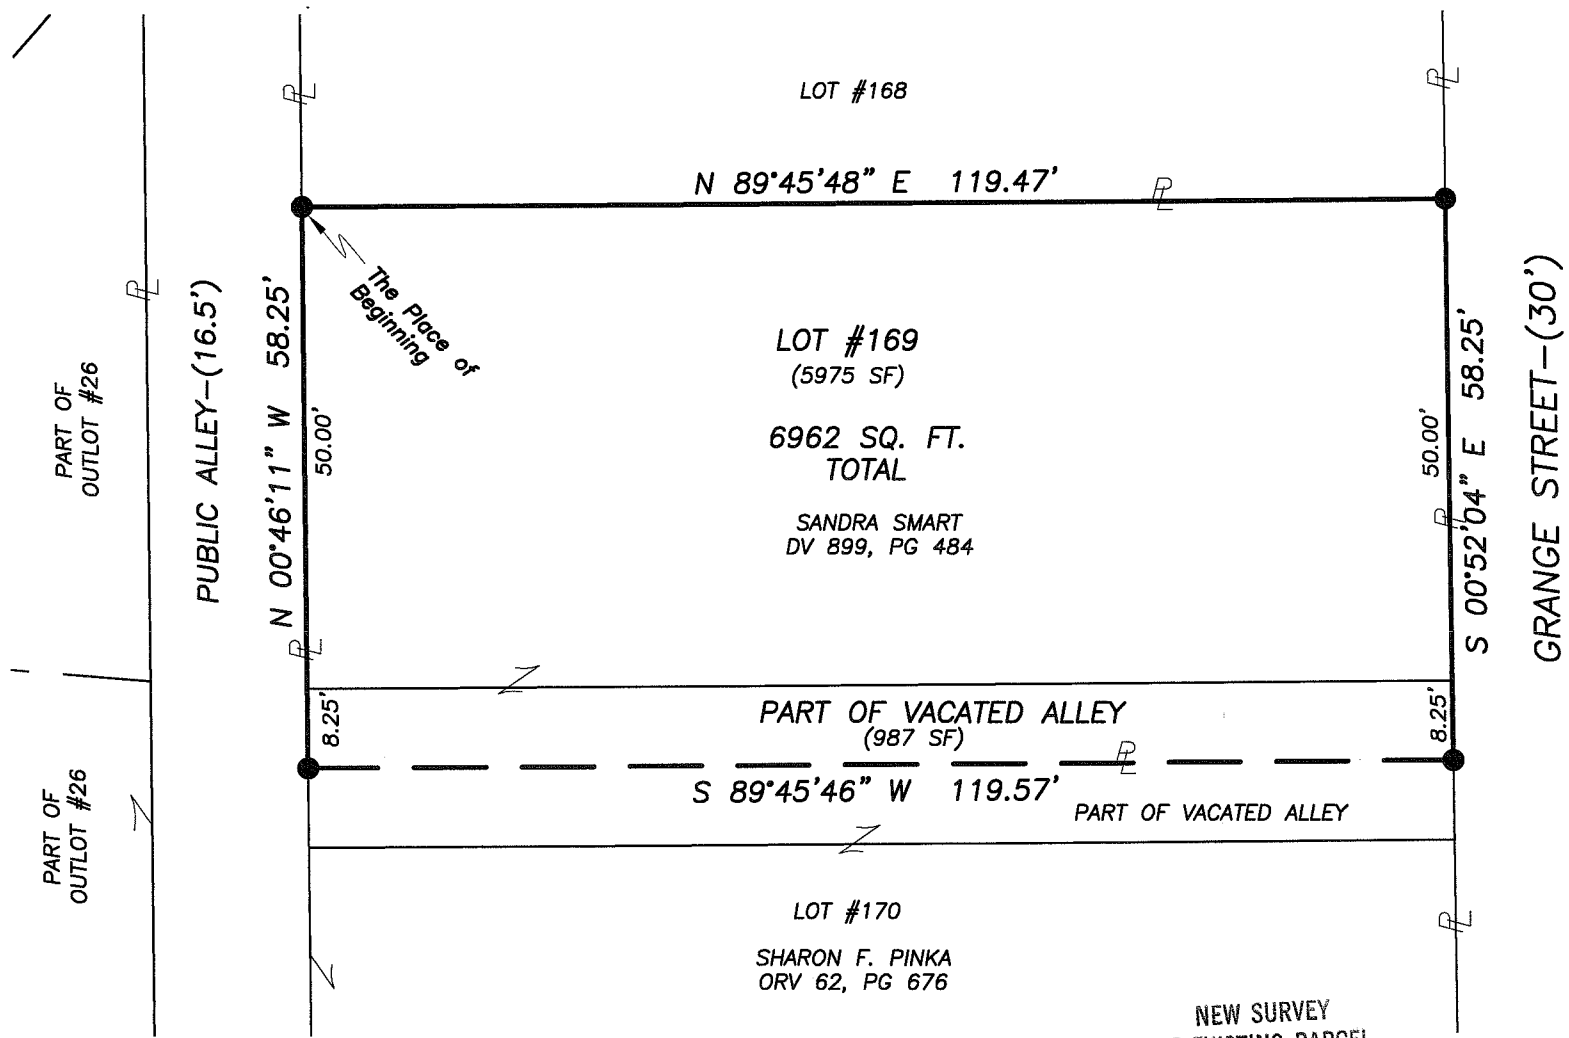 LOT #168
N 89°45'48" E 119.47'
The Place of
Beginning
PUBLIC ALLEY-(16.5')
N 00°46'11" W 58.25'
50.00'
PART OF
OUTLOT #26
LOT #169
(5975 SF)
6962 SQ. FT.
TOTAL
SANDRA SMART
DV 899, PG 484
50.00'
S 00°52'04" E 58.25'
GRANGE STREET-(30')
8.25'
PART OF VACATED ALLEY
(987 SF)
8.25'
S 89°45'46" W 119.57'
PART OF VACATED ALLEY
PART OF
OUTLOT #26
LOT #170
SHARON F. PINKA
ORV 62, PG 676
NEW SURVEY
EXISTING PARCEL